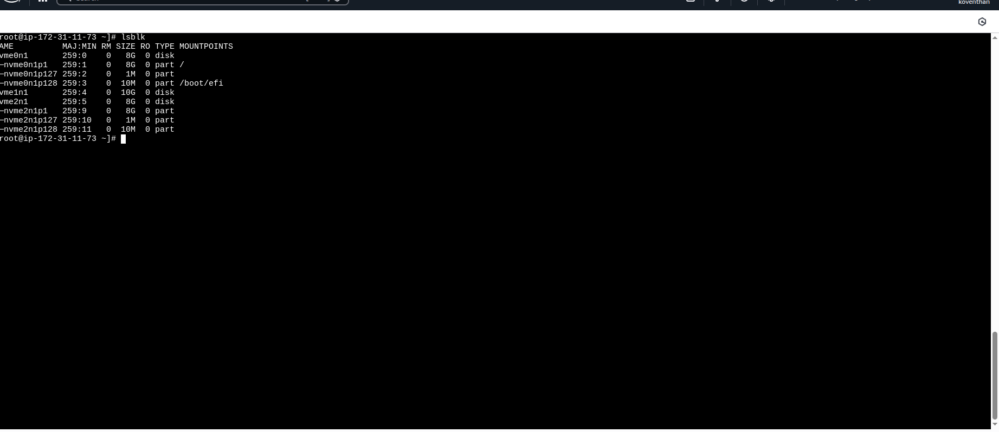 koventhan
root@ip-172-31-11-73 ~]# lsblk
AME          MAJ:MIN RM SIZE RO TYPE MOUNTPOINTS
vme0n1       259:0    0   8G  0 disk
─nvme0n1p1   259:1    0   8G  0 part /
─nvme0n1p127 259:2    0   1M  0 part
─nvme0n1p128 259:3    0  10M  0 part /boot/efi
vme1n1       259:4    0  10G  0 disk
vme2n1       259:5    0   8G  0 disk
─nvme2n1p1   259:9    0   8G  0 part
─nvme2n1p127 259:10   0   1M  0 part
─nvme2n1p128 259:11   0  10M  0 part
root@ip-172-31-11-73 ~]#